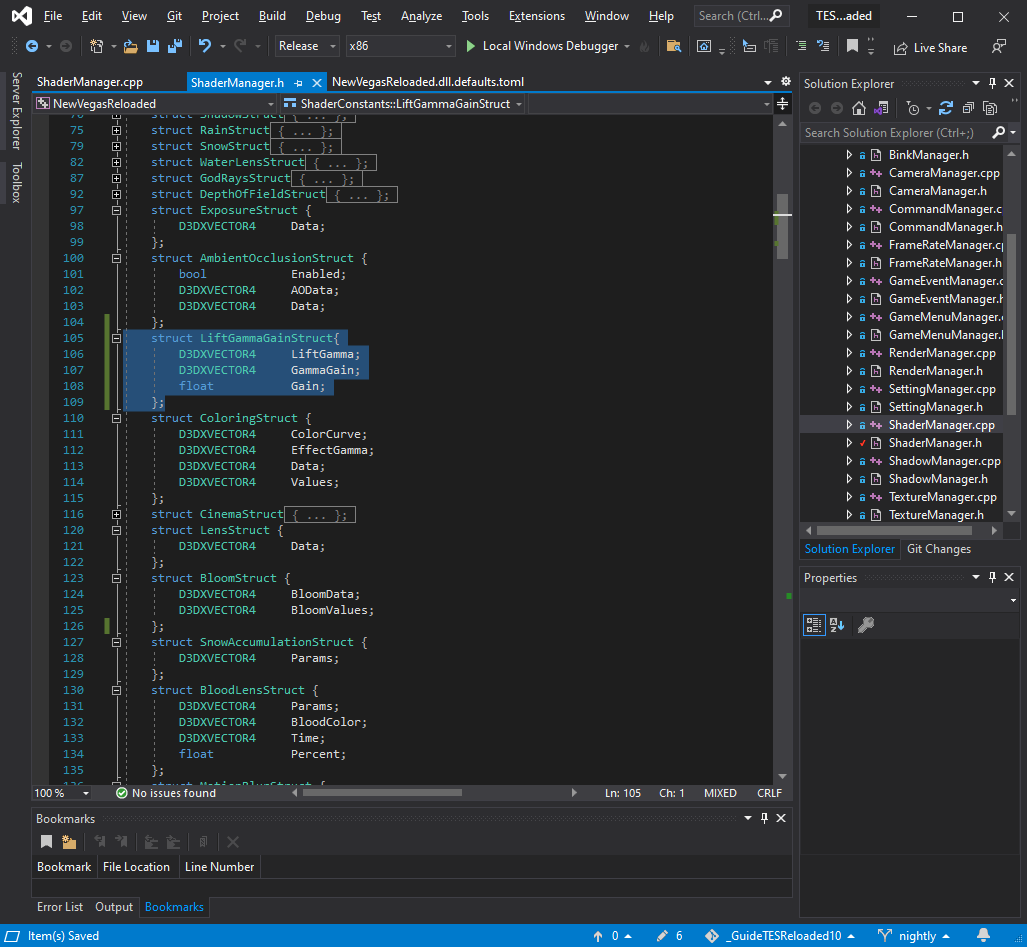 File Edit View Git Project Build Debug Test Analyze Tools Extensions Window Help Search (Ctrl... TES...aded
Release x86 Local Windows Debugger Live Share
Server Explorer
Toolbox
ShaderManager.cpp ShaderManager.h NewVegasReloaded.dll.defaults.toml
NewVegasReloaded ShaderConstants::LiftGammaGainStruct
70 struct ShadowStruct{ ... };
75 struct RainStruct{ ... };
79 struct SnowStruct{ ... };
82 struct WaterLensStruct{ ... };
87 struct GodRaysStruct{ ... };
92 struct DepthOfFieldStruct{ ... };
97 struct ExposureStruct {
98 D3DXVECTOR4 Data;
99 };
100 struct AmbientOcclusionStruct {
101 bool Enabled;
102 D3DXVECTOR4 AOData;
103 D3DXVECTOR4 Data;
104 };
105 struct LiftGammaGainStruct{
106 D3DXVECTOR4 LiftGamma;
107 D3DXVECTOR4 GammaGain;
108 float Gain;
109 };
110 struct ColoringStruct {
111 D3DXVECTOR4 ColorCurve;
112 D3DXVECTOR4 EffectGamma;
113 D3DXVECTOR4 Data;
114 D3DXVECTOR4 Values;
115 };
116 struct CinemaStruct{ ... };
120 struct LensStruct {
121 D3DXVECTOR4 Data;
122 };
123 struct BloomStruct {
124 D3DXVECTOR4 BloomData;
125 D3DXVECTOR4 BloomValues;
126 };
127 struct SnowAccumulationStruct {
128 D3DXVECTOR4 Params;
129 };
130 struct BloodLensStruct {
131 D3DXVECTOR4 Params;
132 D3DXVECTOR4 BloodColor;
133 D3DXVECTOR4 Time;
134 float Percent;
135 };
136 struct MotionBlurStruct {
100 % No issues found Ln: 105 Ch: 1 MIXED CRLF
Bookmarks
Bookmark File Location Line Number
Error List Output Bookmarks
Solution Explorer
Search Solution Explorer (Ctrl+;)
BinkManager.h
CameraManager.cpp
CameraManager.h
CommandManager.c
CommandManager.h
FrameRateManager.cp
FrameRateManager.h
GameEventManager.c
GameEventManager.h
GameMenuManager.c
GameMenuManager.h
RenderManager.cpp
RenderManager.h
SettingManager.cpp
SettingManager.h
ShaderManager.cpp
ShaderManager.h
ShadowManager.cpp
ShadowManager.h
TextureManager.cpp
TextureManager.h
Solution Explorer Git Changes
Properties
Item(s) Saved 0 6 _GuideTESReloaded10 nightly